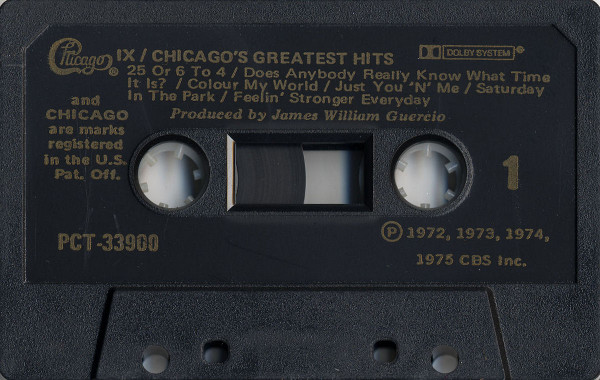 Chicago® IX / CHICAGO'S GREATEST HITS
DOLBY SYSTEM ®
25 Or 6 To 4 / Does Anybody Really Know What Time
It Is? / Colour My World / Just You 'N' Me / Saturday
In The Park / Feelin' Stronger Everyday
Produced by James William Guercio
and
CHICAGO
are marks
registered
in the U.S.
Pat. Off.
1
PCT-33900
Ⓟ 1972, 1973, 1974,
1975 CBS Inc.